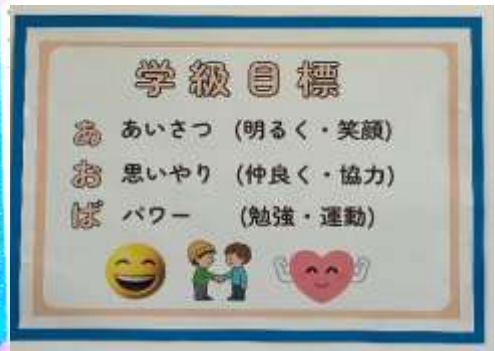 学級目標
あ あいさつ (明るく・笑顔)
お 思いやり (仲良く・協力)
ば パワー (勉強・運動)